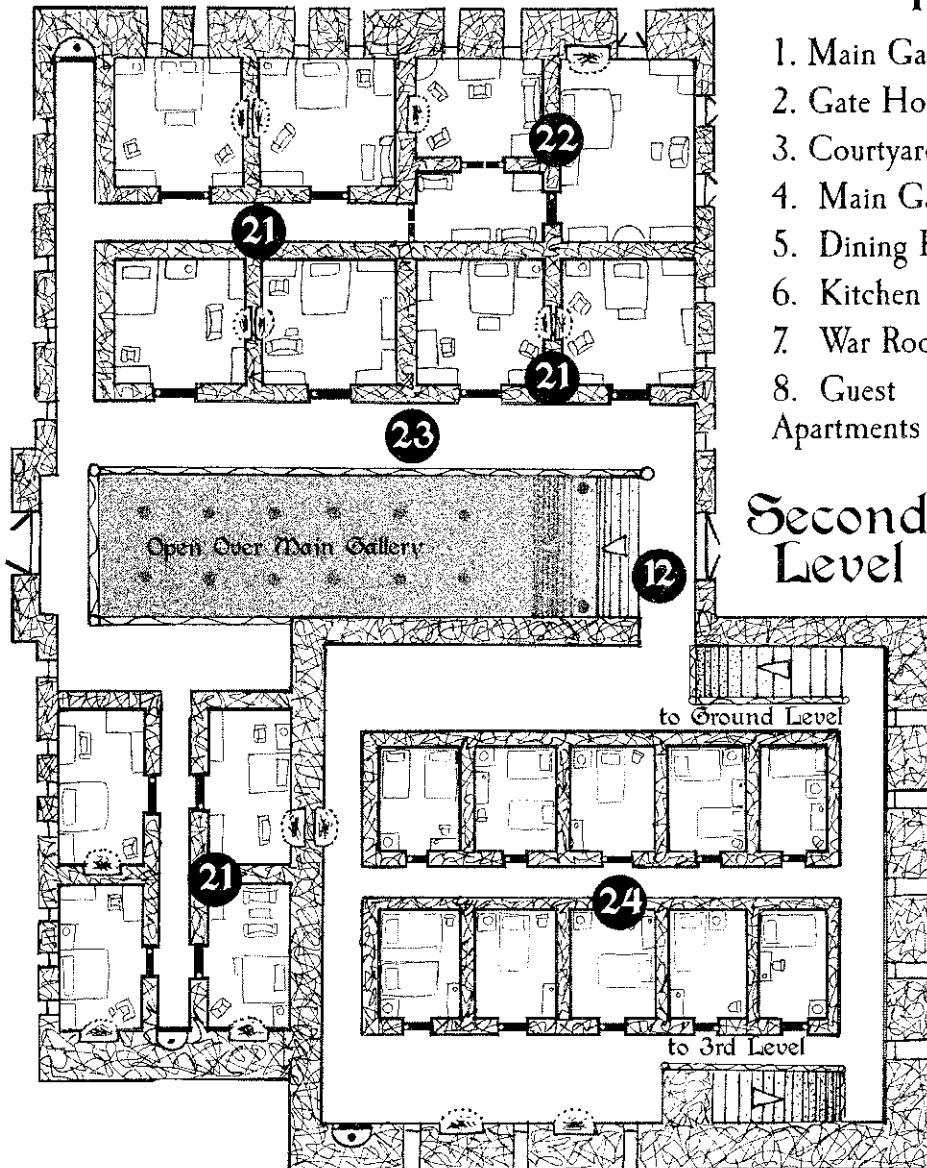 1. Main Ga
2. Gate Ho
3. Courtyar
4. Main Ga
5. Dining
6. Kitchen
7. War Roo
8. Guest
Apartments
22
21
21
23
Open Over Main Gallery
12
Second
Level
to Ground Level
21
24
to 3rd Level